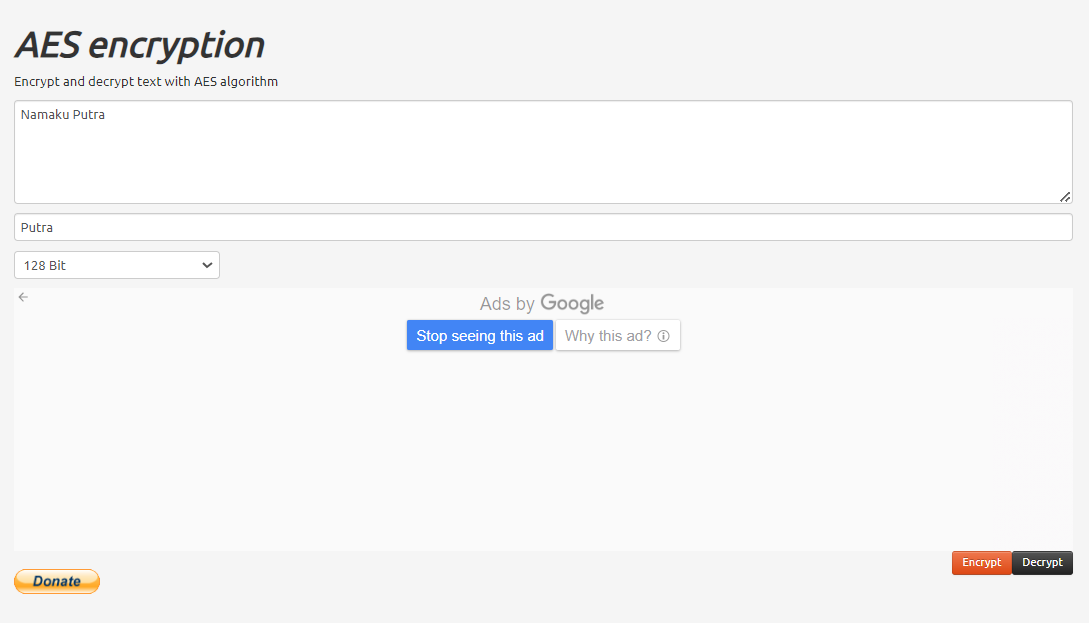 AES encryption
Encrypt and decrypt text with AES algorithm
Namaku Putra
Putra
128 Bit
Ads by Google
Stop seeing this ad Why this ad?
Encrypt Decrypt
Donate